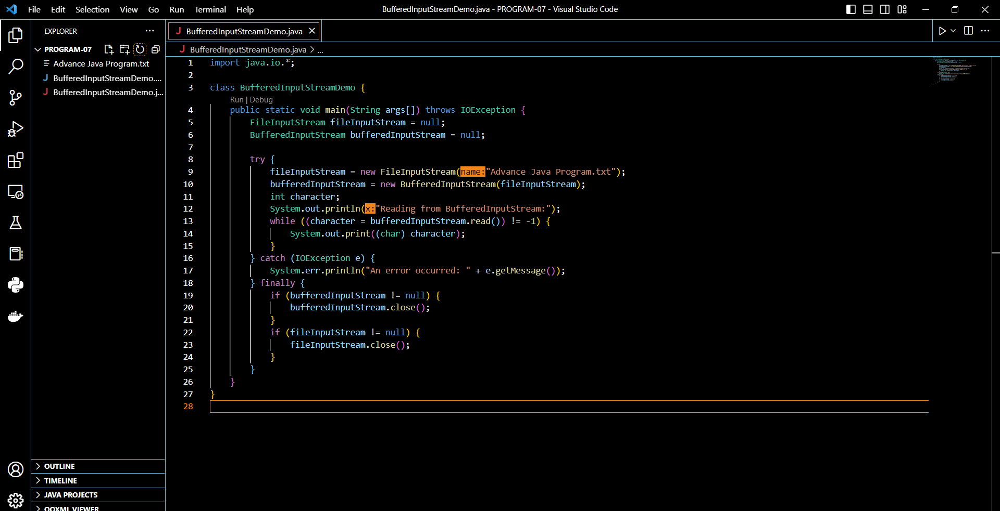 File Edit Selection View Go Run Terminal Help
BufferedInputStreamDemo.java - PROGRAM-07 - Visual Studio Code
EXPLORER
PROGRAM-07
Advance Java Program.txt
BufferedInputStreamDemo....
BufferedInputStreamDemo.j...
OUTLINE
TIMELINE
JAVA PROJECTS
OOXML VIEWER
BufferedInputStreamDemo.java
BufferedInputStreamDemo.java > ...
1 import java.io.*;
2
3 class BufferedInputStreamDemo {
Run | Debug
4 public static void main(String args[]) throws IOException {
5 FileInputStream fileInputStream = null;
6 BufferedInputStream bufferedInputStream = null;
7
8 try {
9 fileInputStream = new FileInputStream(name:"Advance Java Program.txt");
10 bufferedInputStream = new BufferedInputStream(fileInputStream);
11 int character;
12 System.out.println(x:"Reading from BufferedInputStream:");
13 while ((character = bufferedInputStream.read()) != -1) {
14 System.out.print((char) character);
15 }
16 } catch (IOException e) {
17 System.err.println("An error occurred: " + e.getMessage());
18 } finally {
19 if (bufferedInputStream != null) {
20 bufferedInputStream.close();
21 }
22 if (fileInputStream != null) {
23 fileInputStream.close();
24 }
25 }
26 }
27 }
28